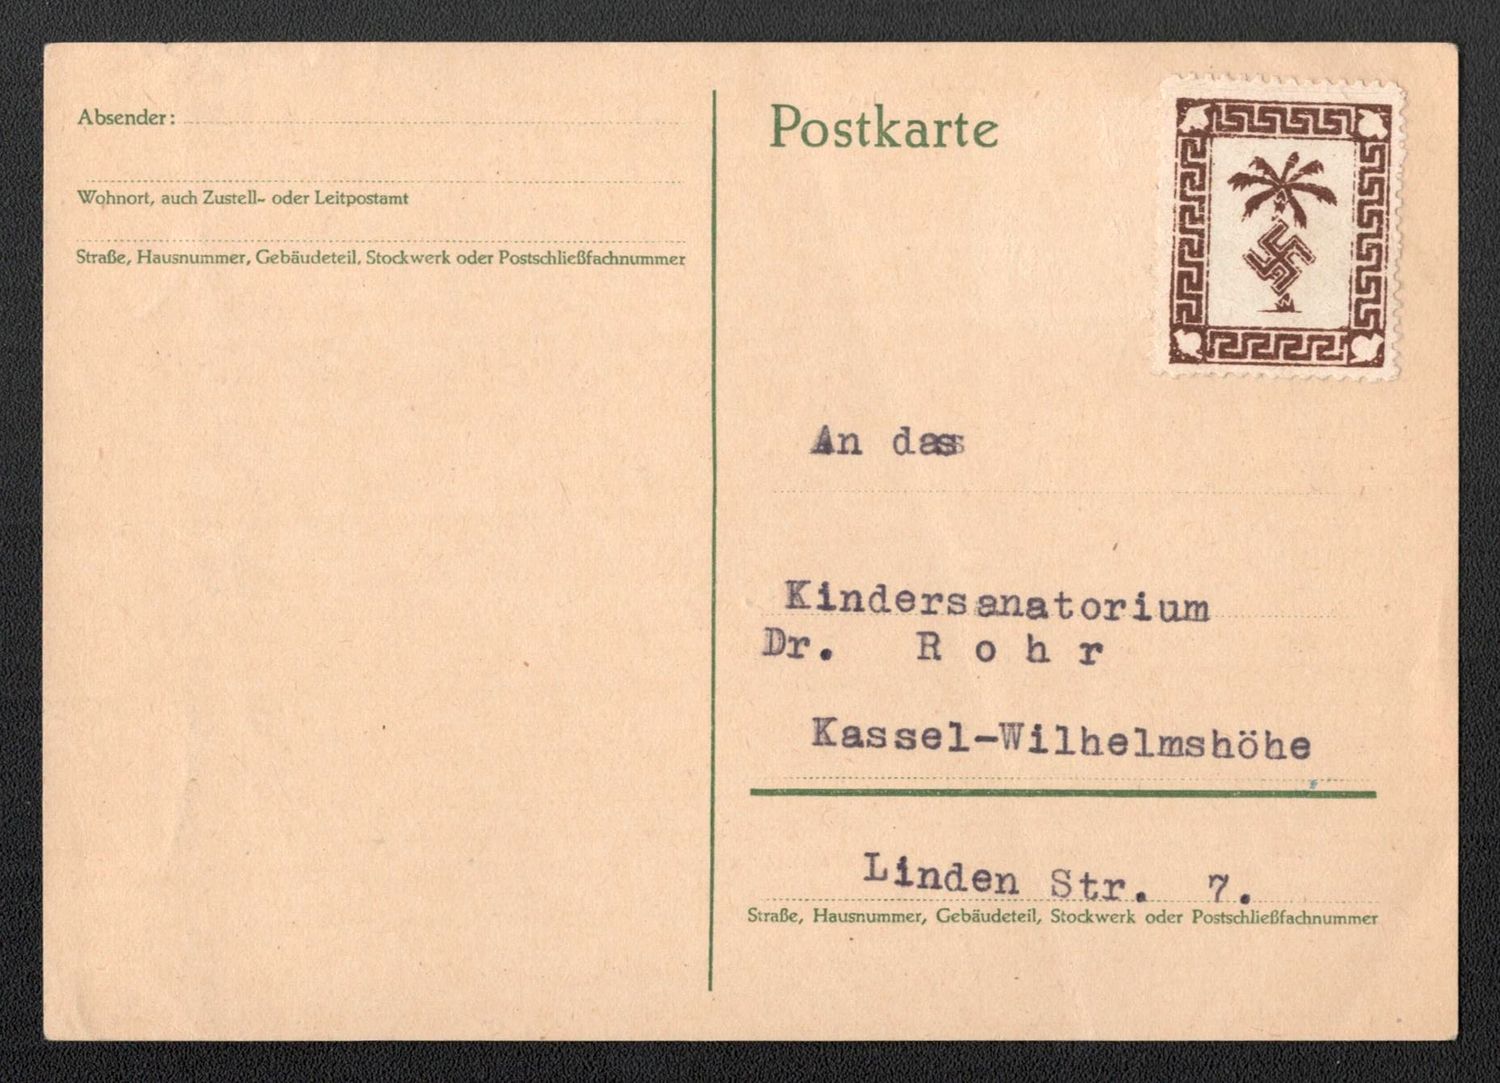 Absender:
Wohnort, auch Zustell- oder Leitpostamt
Straße, Hausnummer, Gebäudeteil, Stockwerk oder Postschließfachnummer
Postkarte
An das
Kindersanatorium
Dr. Rohr
Kassel-Wilhelmshöhe
Linden Str. 7.
Straße, Hausnummer, Gebäudeteil, Stockwerk oder Postschließfachnummer